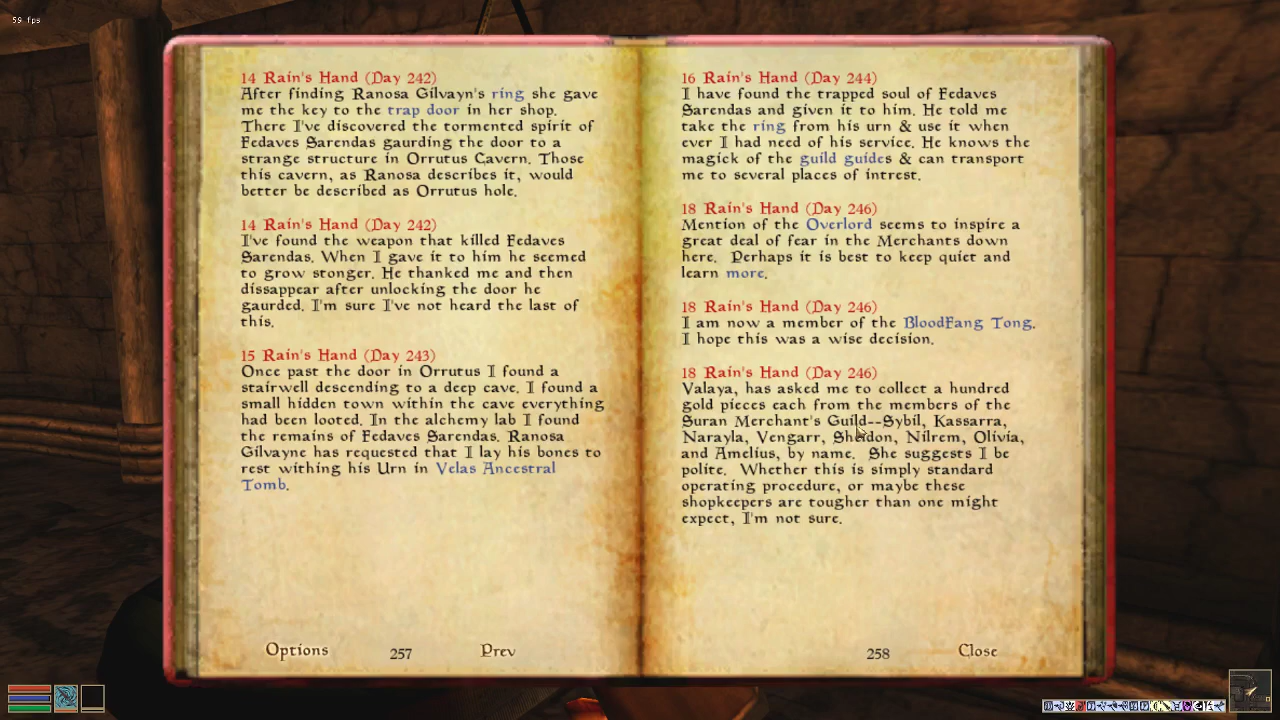 59 fps
14 Rain's Hand (Day 242)
After finding Ranosa Gilvayn's ring she gave
me the key to the trap door in her shop.
There I've discovered the tormented spirit of
Fedaves Sarendas gaurding the door to a
strange structure in Orrutus Cavern. Those
this cavern, as Ranosa describes it, would
better be described as Orrutus hole.
14 Rain's Hand (Day 242)
I've found the weapon that killed Fedaves
Sarendas. When I gave it to him he seemed
to grow stonger. He thanked me and then
dissappear after unlocking the door he
gaurded. I'm sure I've not heard the last of
this.
15 Rain's Hand (Day 243)
Once past the door in Orrutus I found a
stairwell descending to a deep cave. I found a
small hidden town within the cave everything
had been looted. In the alchemy lab I found
the remains of Fedaves Sarendas. Ranosa
Gilvayne has requested that I lay his bones to
rest withing his Urn in Velas Ancestral
Tomb.
Options
257
Prev
16 Rain's Hand (Day 244)
I have found the trapped soul of Fedaves
Sarendas and given it to him. He told me
take the ring from his urn & use it when
ever I had need of his service. He knows the
magick of the guild guides & can transport
me to several places of intrest.
18 Rain's Hand (Day 246)
Mention of the Overlord seems to inspire a
great deal of fear in the Merchants down
here.  Perhaps it is best to keep quiet and
learn more.
18 Rain's Hand (Day 246)
I am now a member of the BloodFang Tong.
I hope this was a wise decision.
18 Rain's Hand (Day 246)
Valaya, has asked me to collect a hundred
gold pieces each from the members of the
Suran Merchant's Guild--Sybil, Kassarra,
Narayla, Vengarr, Sheldon, Nilrem, Olivia,
and Amelius, by name.  She suggests I be
polite.  Whether this is simply standard
operating procedure, or maybe these
shopkeepers are tougher than one might
expect, I'm not sure.
258
Close